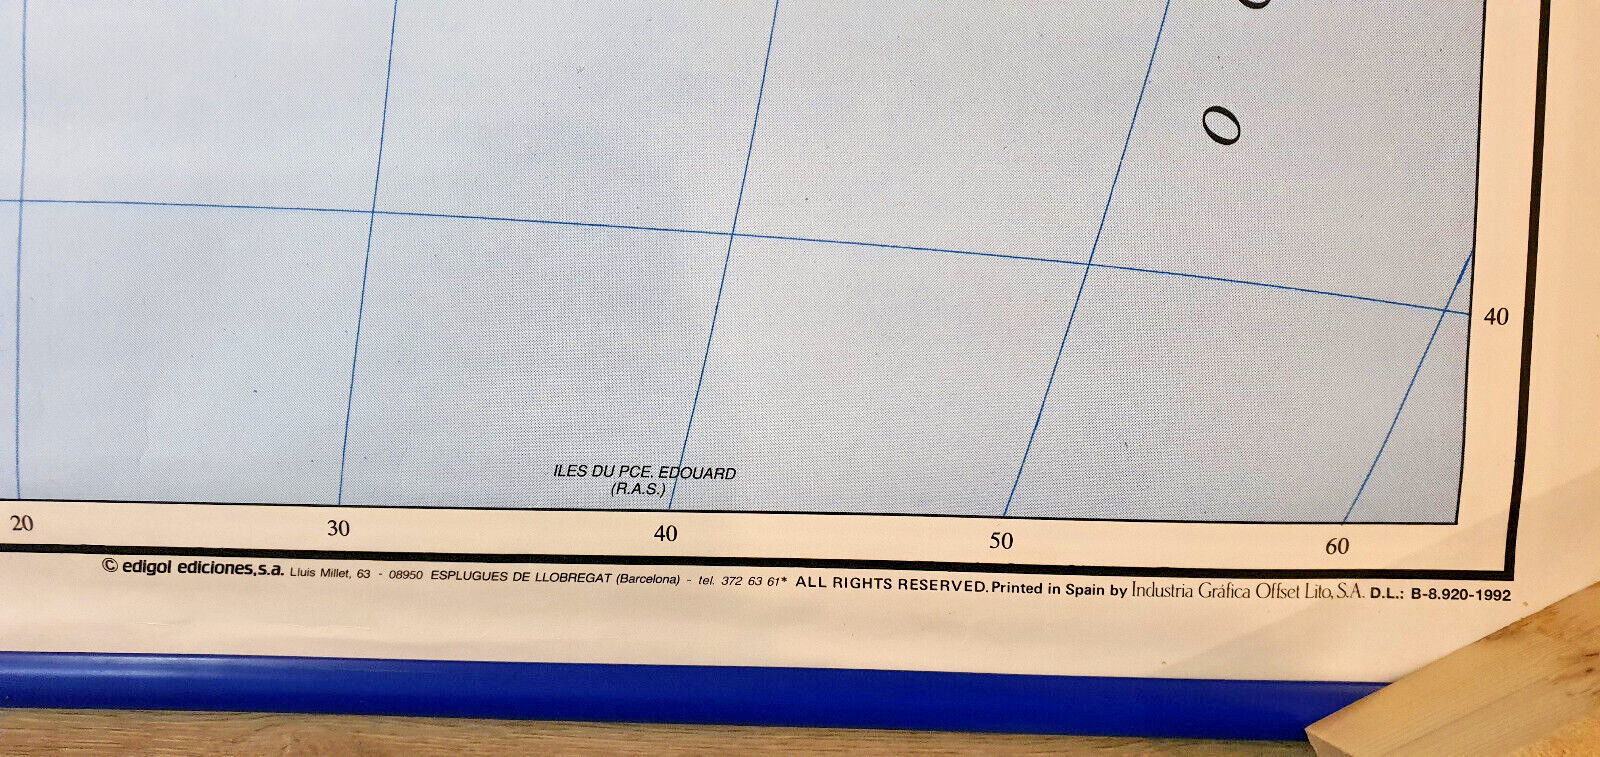 O
40
ILES DU PCE. EDOUARD
(R.A.S.)
20 30 40 50 60
© edigol ediciones,s.a. Lluis Millet, 63 - 08950 ESPLUGUES DE LLOBREGAT (Barcelona) - tel. 372 63 61* ALL RIGHTS RESERVED. Printed in Spain by Industria Gráfica Offset Lito, S.A. D.L.: B-8.920-1992